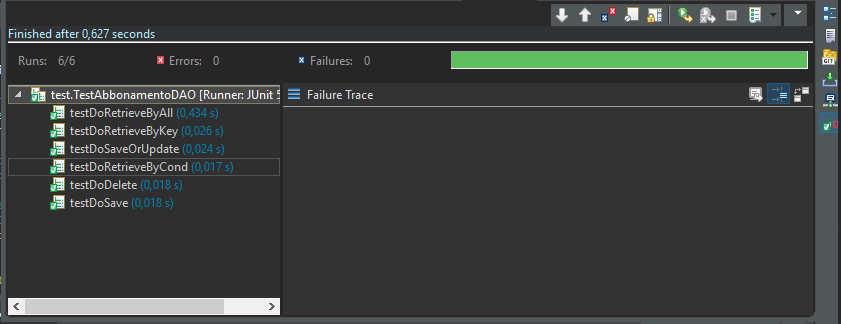 Finished after 0,627 seconds
Runs: 6/6 Errors: 0 Failures: 0
test.TestAbbonamentoDAO [Runner: JUnit 5
testDoRetrieveByAll (0,434 s)
testDoRetrieveByKey (0,026 s)
testDoSaveOrUpdate (0,024 s)
testDoRetrieveByCond (0,017 s)
testDoDelete (0,018 s)
testDoSave (0,018 s)
Failure Trace
GIT